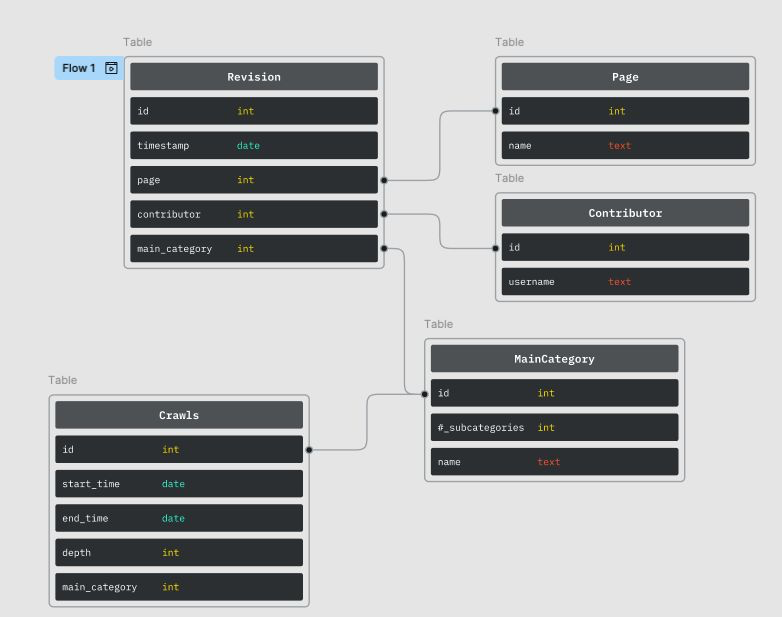 Table
Flow 1
Revision
id int
timestamp date
page int
contributor int
main_category int
Table
Page
id int
name text
Table
Contributor
id int
username text
Table
MainCategory
id int
#_subcategories int
name text
Table
Crawls
id int
start_time date
end_time date
depth int
main_category int